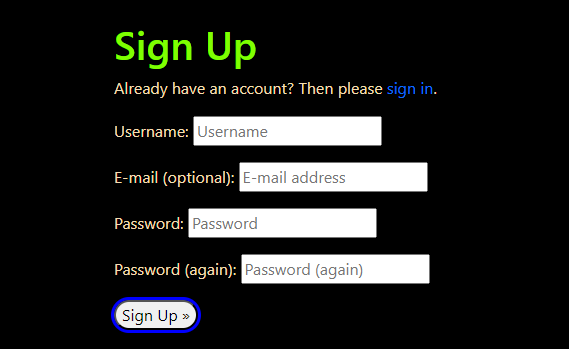 Sign Up
Already have an account? Then please sign in.
Username: Username
E-mail (optional): E-mail address
Password: Password
Password (again): Password (again)
Sign Up »